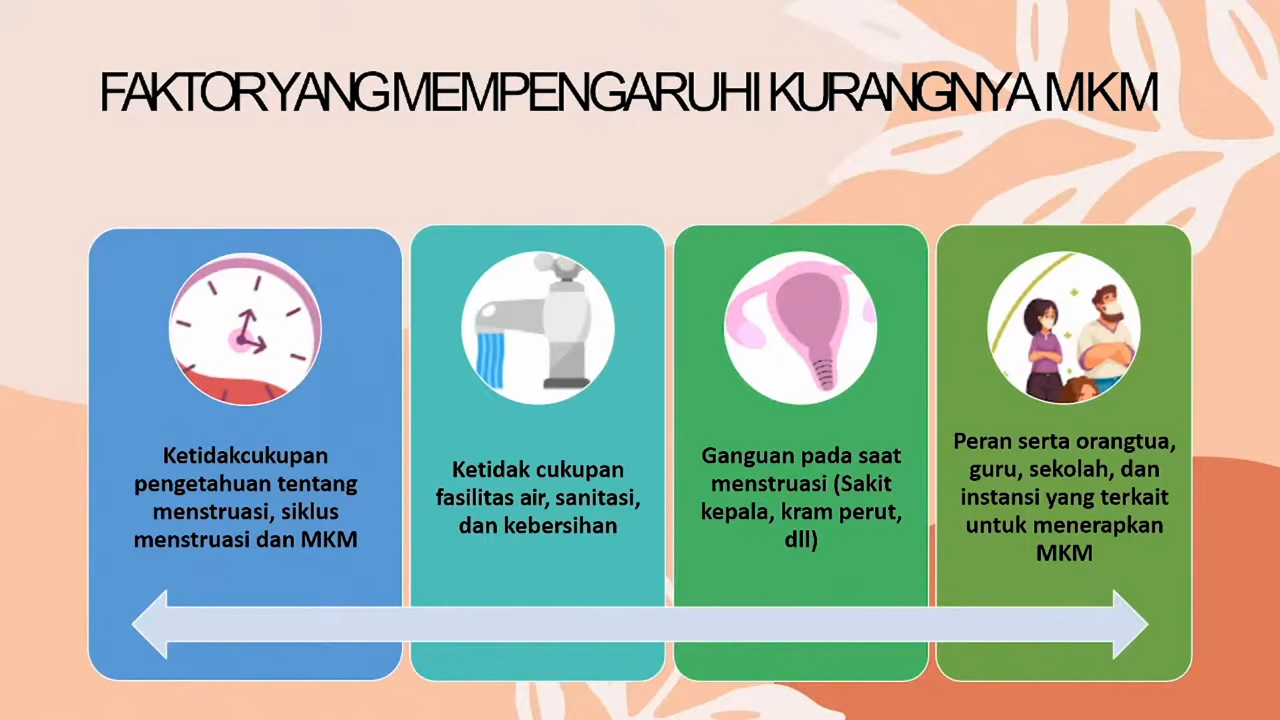 FAKTOR YANG MEMPENGARUHI KURANGNYA MKM
Ketidakcukupan
pengetahuan tentang
menstruasi, siklus
menstruasi dan MKM
Ketidak cukupan
fasilitas air, sanitasi,
dan kebersihan
Ganguan pada saat
menstruasi (Sakit
kepala, kram perut,
dll)
Peran serta orangtua,
guru, sekolah, dan
instansi yang terkait
untuk menerapkan
MKM